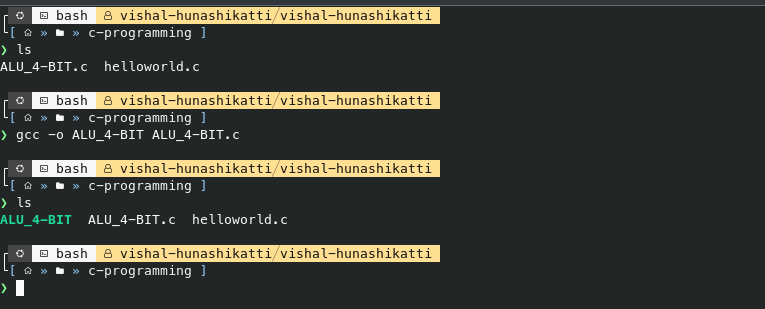 bash vishal-hunashikatti/vishal-hunashikatti
[ » » c-programming ]
❯ ls
ALU_4-BIT.c helloworld.c
bash vishal-hunashikatti/vishal-hunashikatti
[ » » c-programming ]
❯ gcc -o ALU_4-BIT ALU_4-BIT.c
bash vishal-hunashikatti/vishal-hunashikatti
[ » » c-programming ]
❯ ls
ALU_4-BIT ALU_4-BIT.c helloworld.c
bash vishal-hunashikatti/vishal-hunashikatti
[ » » c-programming ]
❯